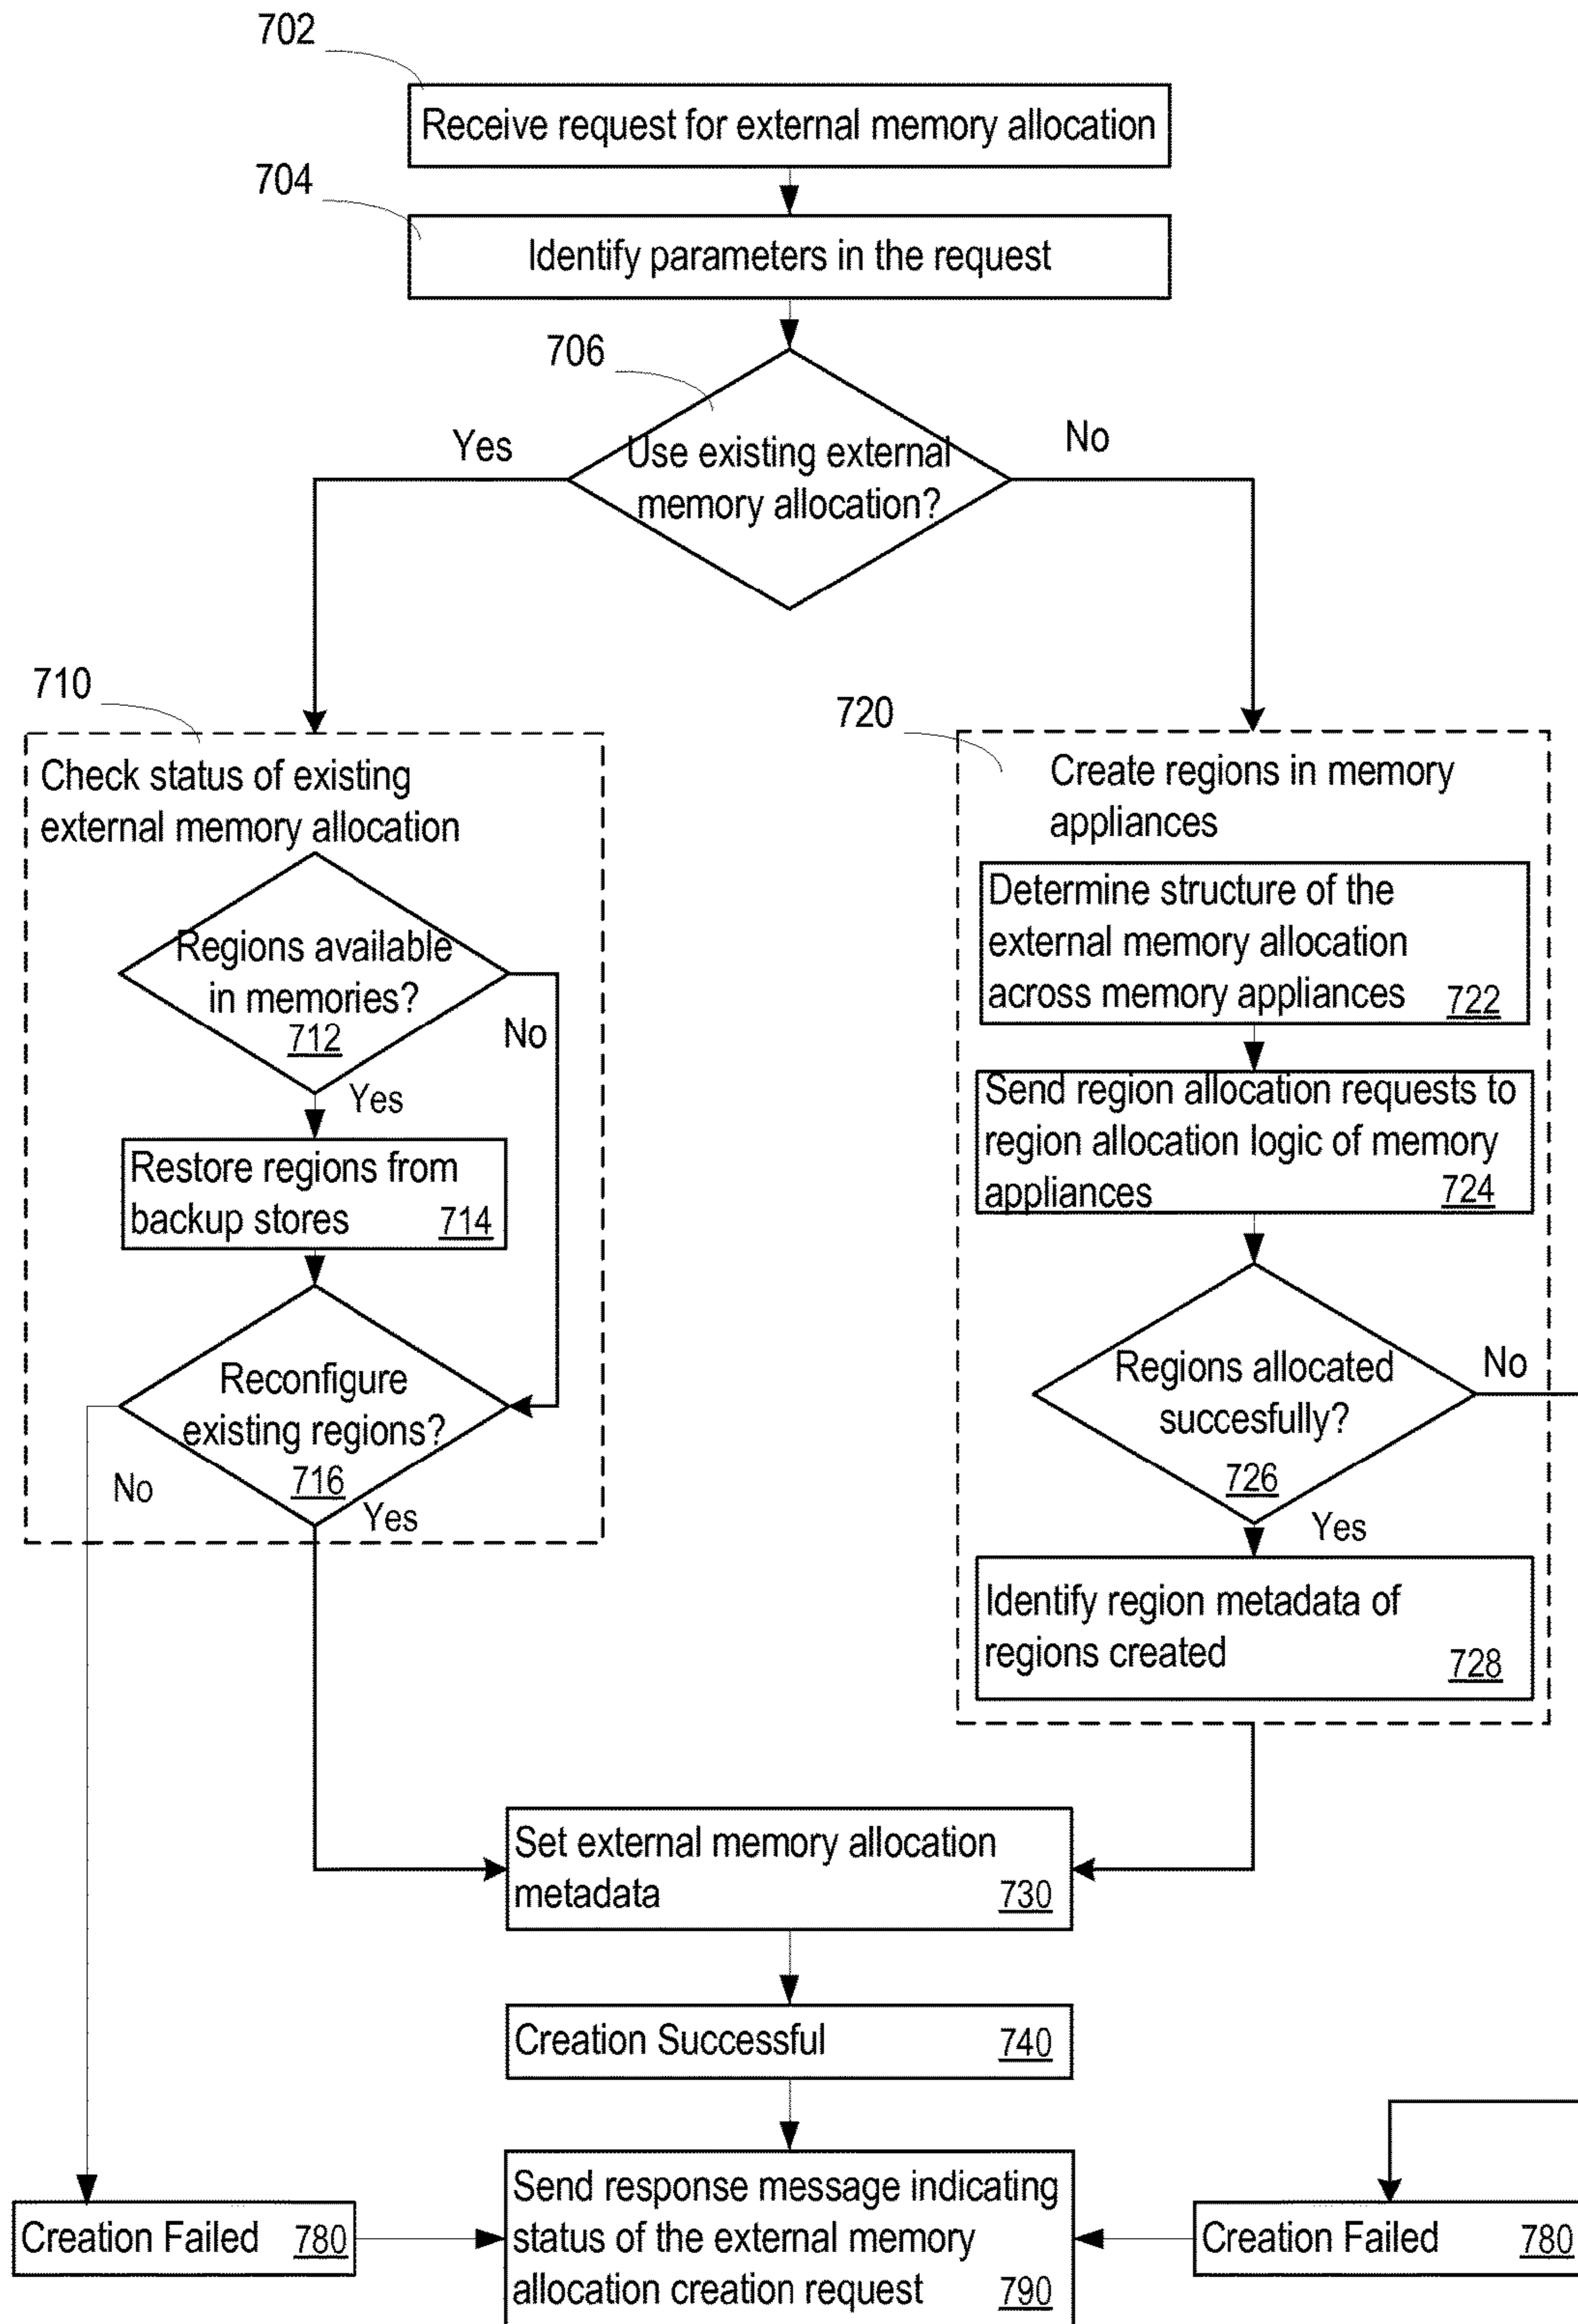 702
Receive request for external memory allocation
704
Identify parameters in the request
706
Use existing external
memory allocation?
Yes
No
710
Check status of existing
external memory allocation
Regions available
in memories?
712
No
Yes
Restore regions from
backup stores 714
Reconfigure
existing regions?
716
No
Yes
720
Create regions in memory
appliances
Determine structure of the
external memory allocation
across memory appliances 722
Send region allocation requests to
region allocation logic of memory
appliances 724
Regions allocated
succesfully?
726
No
Yes
Identify region metadata of
regions created 728
Set external memory allocation
metadata 730
Creation Successful 740
Creation Failed 780
Send response message indicating
status of the external memory
allocation creation request 790
Creation Failed 780